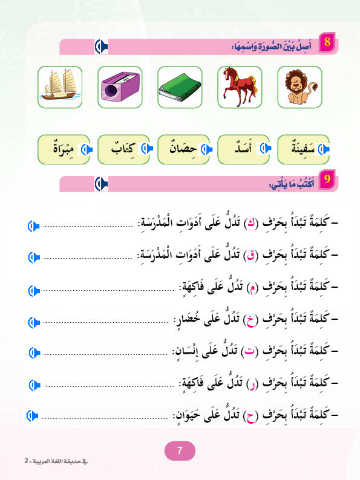 8 أَصِلُ بَيْنَ الصُّورَةِ وَاسْمِهَا:
سَفِينَةٌ أَسَدٌ حِصَانٌ كِتَابٌ مِبْرَاةٌ
9 أَكْتُبُ مَا يَأْتِي:
– كَلِمَةٌ تَبْدَأُ بِحَرْفِ (ك) تَدُلُّ عَلَى أَدَوَاتِ الْمَدْرَسَةِ: ........................
– كَلِمَةٌ تَبْدَأُ بِحَرْفِ (ق) تَدُلُّ عَلَى أَدَوَاتِ الْمَدْرَسَةِ: ........................
– كَلِمَةٌ تَبْدَأُ بِحَرْفِ (م) تَدُلُّ عَلَى فَاكِهَةٍ: ........................
– كَلِمَةٌ تَبْدَأُ بِحَرْفِ (خ) تَدُلُّ عَلَى خُضَارٍ: ........................
– كَلِمَةٌ تَبْدَأُ بِحَرْفِ (ت) تَدُلُّ عَلَى إِنْسَانٍ: ........................
– كَلِمَةٌ تَبْدَأُ بِحَرْفِ (ر) تَدُلُّ عَلَى فَاكِهَةٍ: ........................
– كَلِمَةٌ تَبْدَأُ بِحَرْفِ (ح) تَدُلُّ عَلَى حَيَوَانٍ: ........................
7
في حديقة اللغة العربية - 2